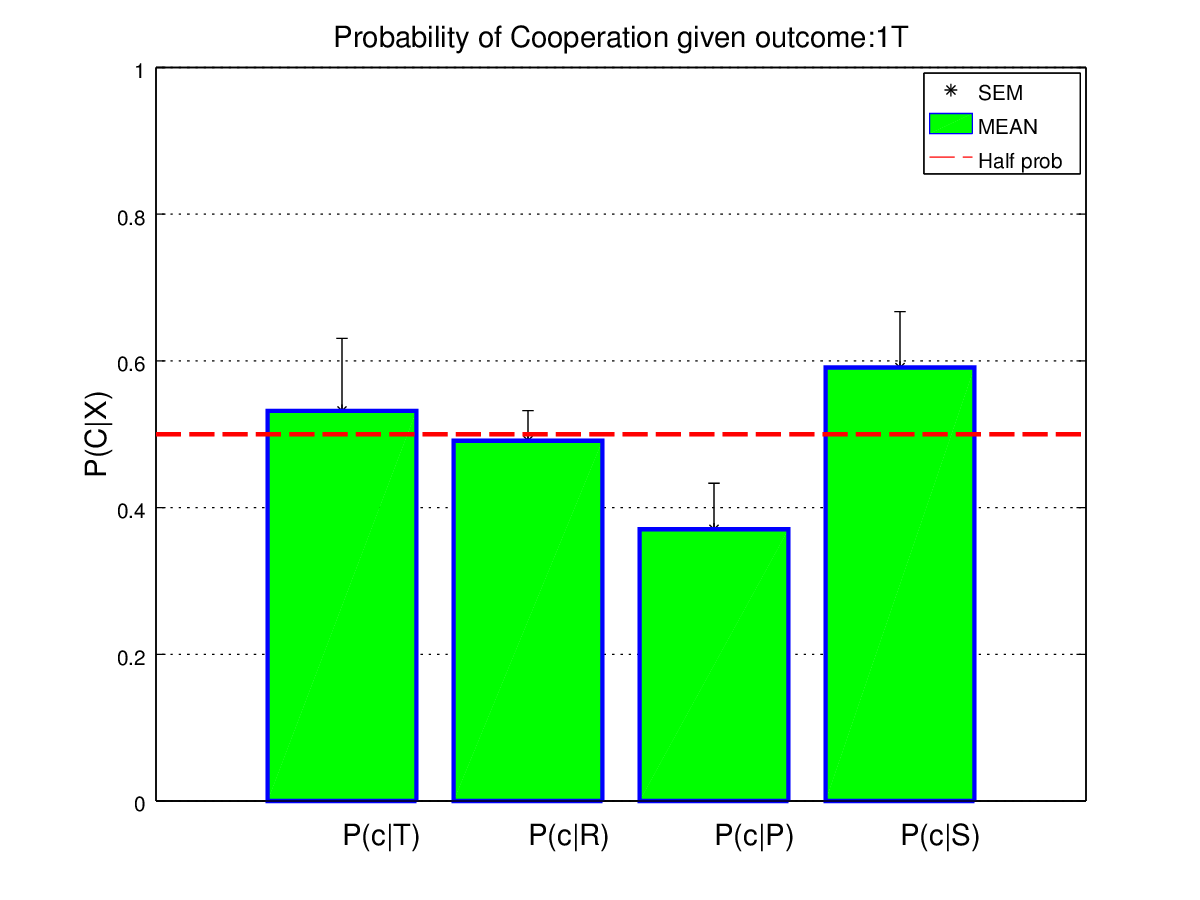 Probability of Cooperation given outcome:1T
1
0.8
0.6
0.4
0.2
0
P(C|X)
SEM
MEAN
Half prob
P(c|T) P(c|R) P(c|P) P(c|S)